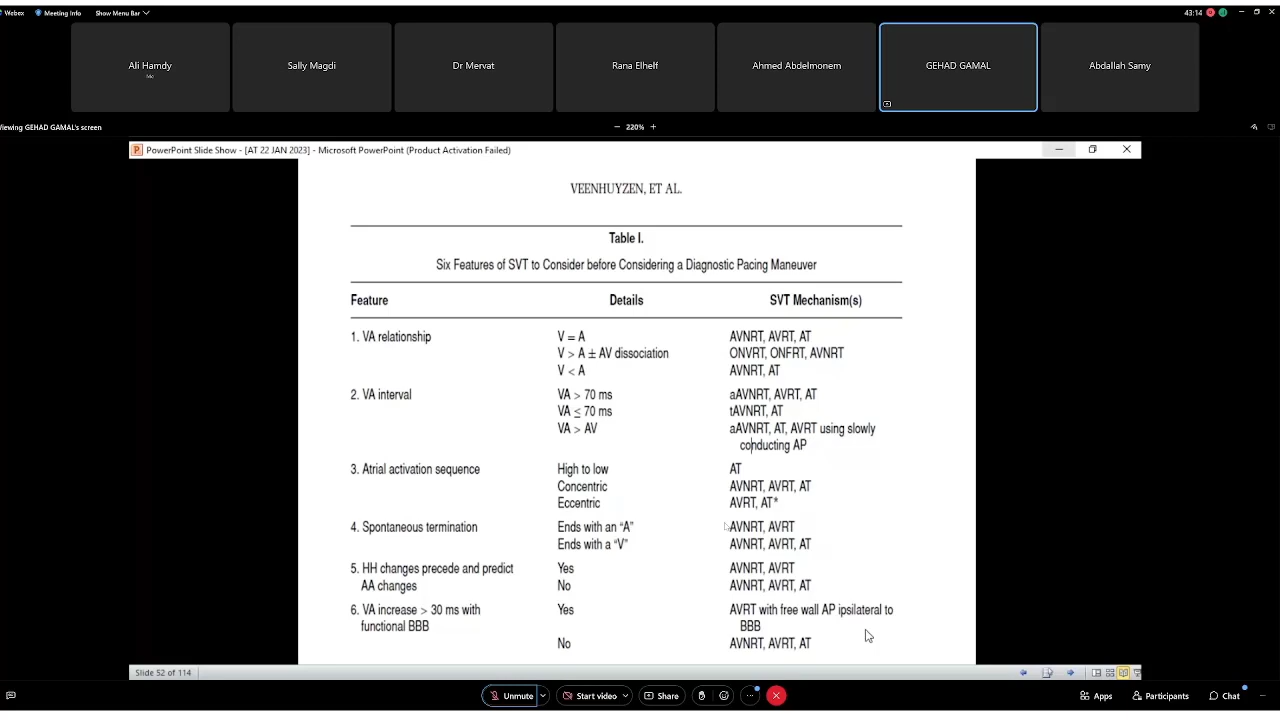 Webex Meeting Info Show Menu Bar 43:14
Ali Hamdy Sally Magdi Dr Mervat Rana Elhelf Ahmed Abdelmonem GEHAD GAMAL Abdallah Samy
Me
Viewing GEHAD GAMAL's screen − 220% +
PowerPoint Slide Show - [AT 22 JAN 2023] - Microsoft PowerPoint (Product Activation Failed)
VEENHUYZEN, ET AL.
Table I.
Six Features of SVT to Consider before Considering a Diagnostic Pacing Maneuver
Feature Details SVT Mechanism(s)
1. VA relationship V = A AVNRT, AVRT, AT
V > A ± AV dissociation ONVRT, ONFRT, AVNRT
V < A AVNRT, AT
2. VA interval VA > 70 ms aAVNRT, AVRT, AT
VA ≤ 70 ms tAVNRT, AT
VA > AV aAVNRT, AT, AVRT using slowly
conducting AP
3. Atrial activation sequence High to low AT
Concentric AVNRT, AVRT, AT
Eccentric AVRT, AT*
4. Spontaneous termination Ends with an “A” AVNRT, AVRT
Ends with a “V” AVNRT, AVRT, AT
5. HH changes precede and predict Yes AVNRT, AVRT
AA changes No AVNRT, AVRT, AT
6. VA increase > 30 ms with Yes AVRT with free wall AP ipsilateral to
functional BBB BBB
No AVNRT, AVRT, AT
Slide 52 of 114
Unmute Start video Share Apps Participants Chat